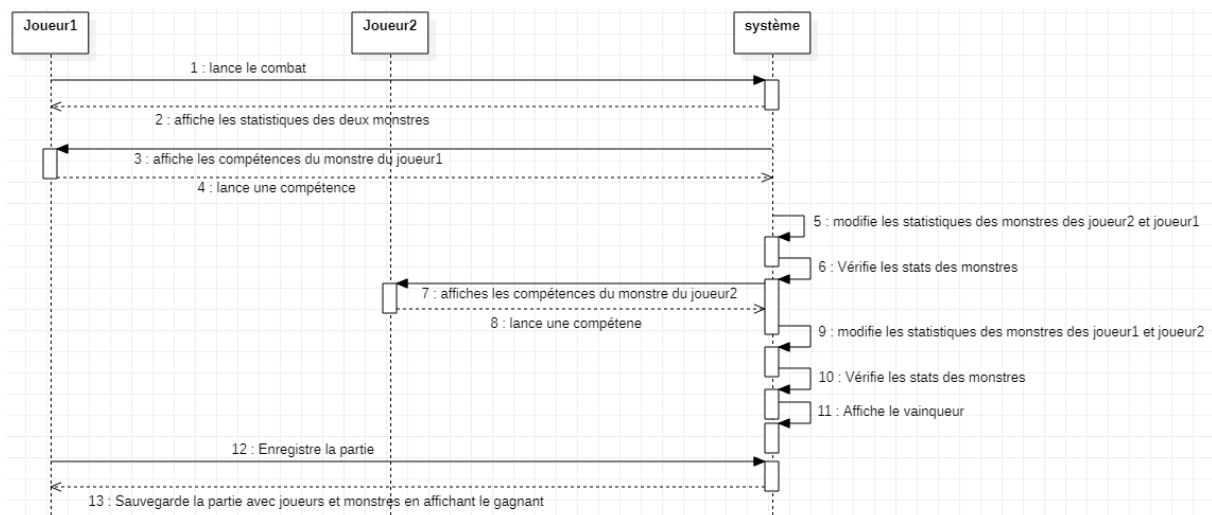 Joueur1
Joueur2
système
1 : lance le combat
2 : affiche les statistiques des deux monstres
3 : affiche les compétences du monstre du joueur1
4 : lance une compétence
5 : modifie les statistiques des monstres des joueur2 et joueur1
6 : Vérifie les stats des monstres
7 : affiches les compétences du monstre du joueur2
8 : lance une compétene
9 : modifie les statistiques des monstres des joueur1 et joueur2
10 : Vérifie les stats des monstres
11 : Affiche le vainqueur
12 : Enregistre la partie
13 : Sauvegarde la partie avec joueurs et monstres en affichant le gagnant